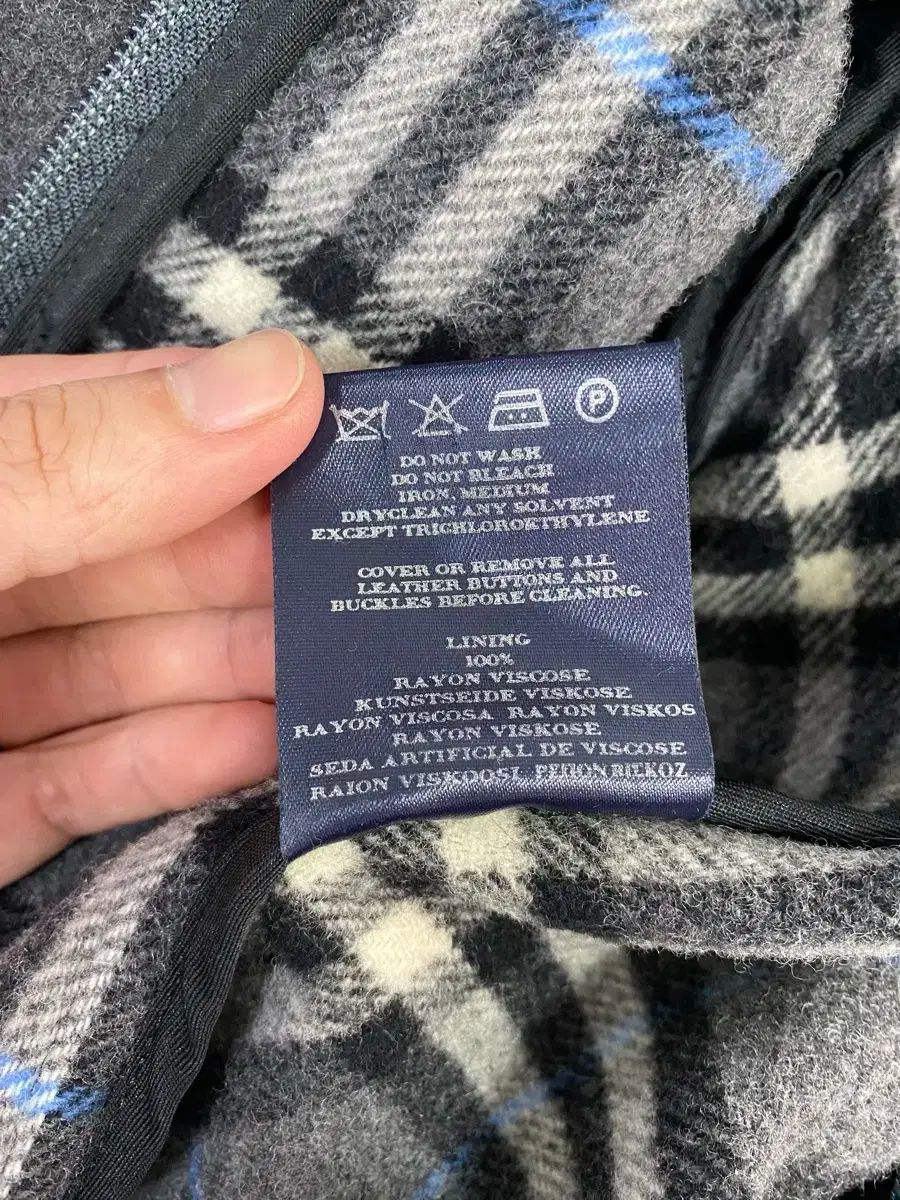 P
DO NOT WASH
DO NOT BLEACH
IRON, MEDIUM
DRYCLEAN ANY SOLVENT
EXCEPT TRICHLOROETHYLENE
COVER OR REMOVE ALL
LEATHER BUTTONS AND
BUCKLES BEFORE CLEANING.
LINING
100%
RAYON VISCOSE
KUNSTSEIDE VISKOSE
RAYON VISCOSA RAYON VISKOS
RAYON VISKOSE
SEDA ARTIFICIAL DE VISCOSE
RAION VISKOOSI